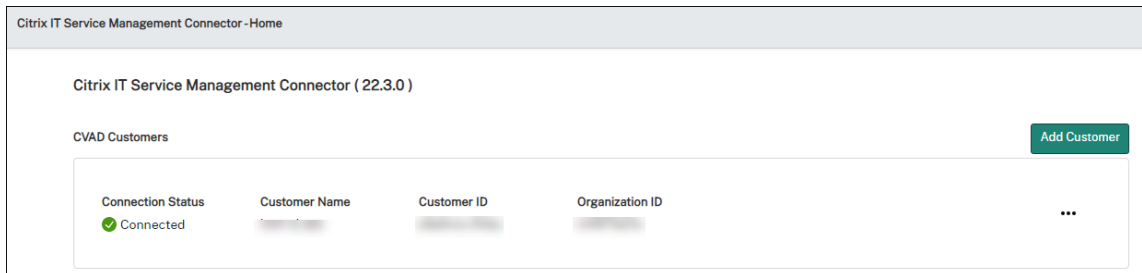 Citrix IT Service Management Connector - Home
Citrix IT Service Management Connector ( 22.3.0 )
CVAD Customers
Add Customer
Connection Status Customer Name Customer ID Organization ID
Connected